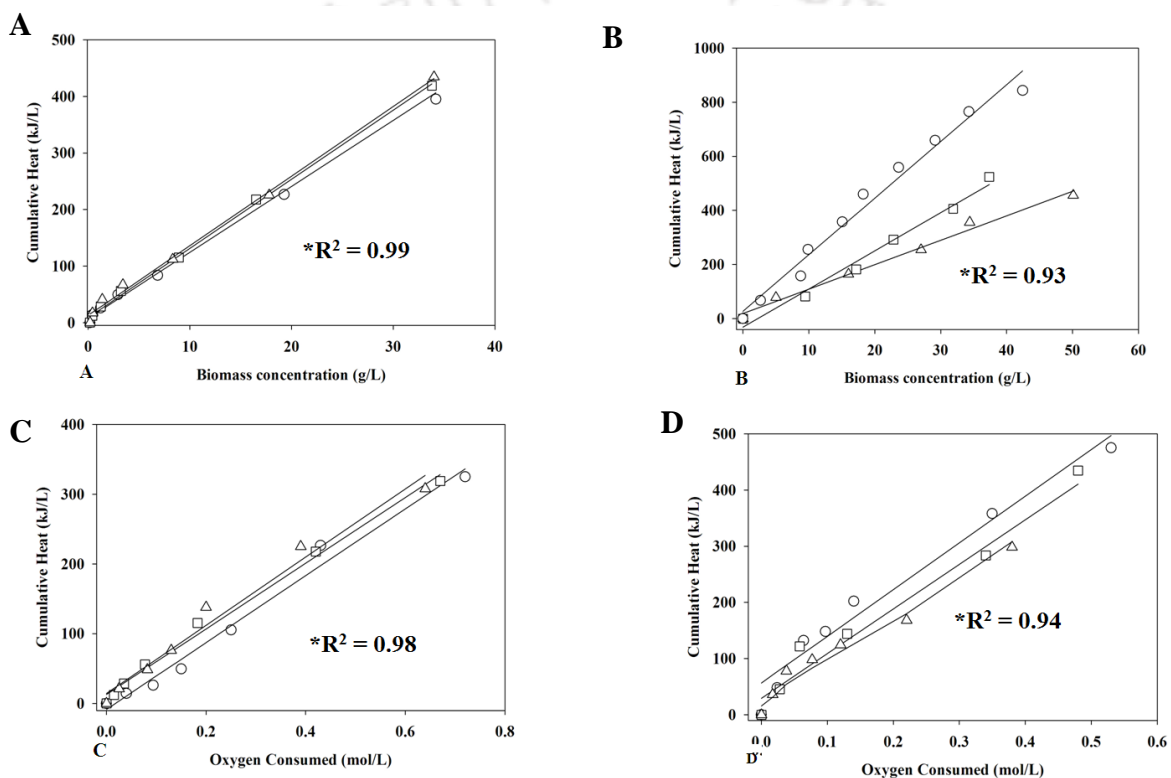 A
500
400
300
200
100
0
Cumulative Heat (kJ/L)
*R² = 0.99
0 10 20 30 40
A
Biomass concentration (g/L)
B
1000
800
600
400
200
0
Cumulative Heat (kJ/L)
*R² = 0.93
0 10 20 30 40 50 60
B
Biomass concentration (g/L)
C
400
300
200
100
0
Cumulative Heat (kJ/L)
*R² = 0.98
0.0 0.2 0.4 0.6 0.8
C
Oxygen Consumed (mol/L)
D
500
400
300
200
100
0
Cumulative Heat (kJ/L)
*R² = 0.94
0.0 0.1 0.2 0.3 0.4 0.5 0.6
D
Oxygen Consumed (mol/L)